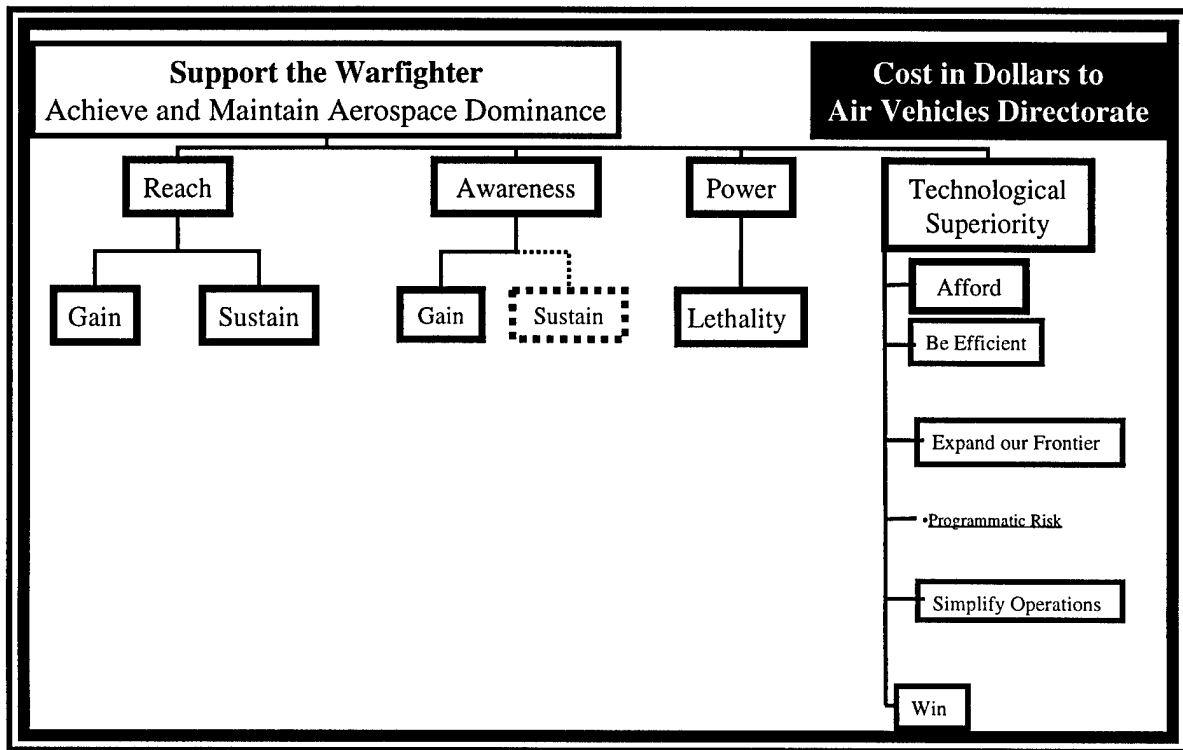 Support the Warfighter
Achieve and Maintain Aerospace Dominance
Cost in Dollars to
Air Vehicles Directorate
Reach
Awareness
Power
Technological
Superiority
Gain
Sustain
Gain
Sustain
Lethality
Afford
Be Efficient
Expand our Frontier
•Programmatic Risk
Simplify Operations
Win